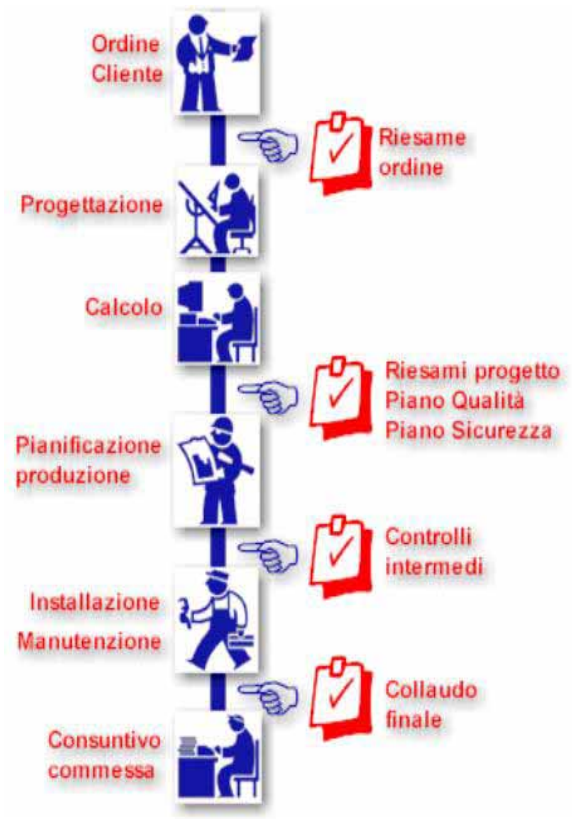 Ordine
Cliente
Riesame
ordine
Progettazione
Calcolo
Riesami progetto
Piano Qualità
Piano Sicurezza
Pianificazione
produzione
Controlli
intermedi
Installazione
Manutenzione
Collaudo
finale
Consuntivo
commessa